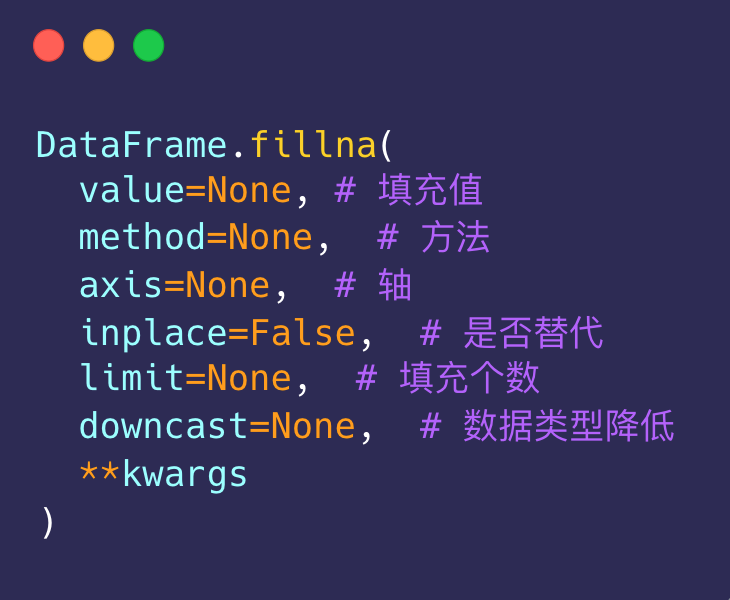 DataFrame.fillna(
  value=None, # 填充值
  method=None,  # 方法
  axis=None,  # 轴
  inplace=False,  # 是否替代
  limit=None,  # 填充个数
  downcast=None,  # 数据类型降低
  **kwargs
)